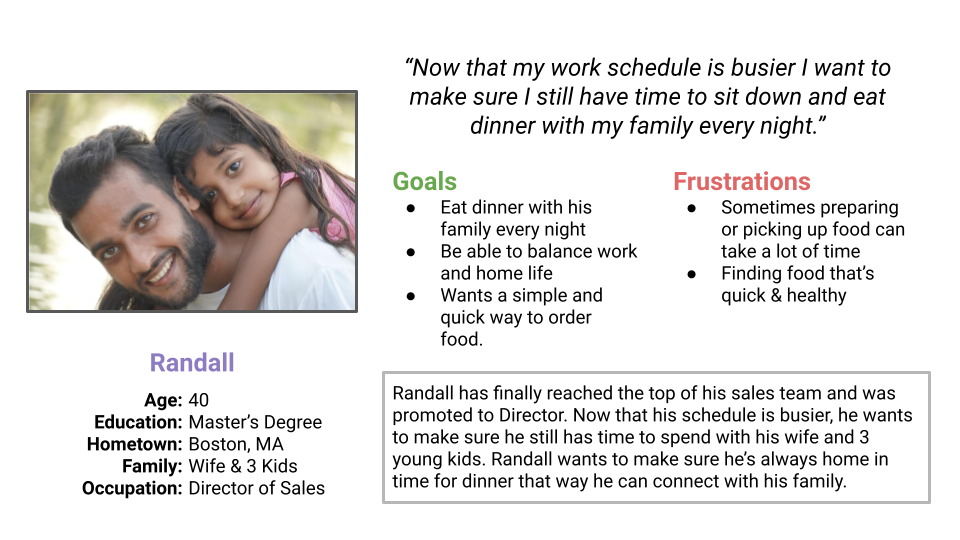 “Now that my work schedule is busier I want to
make sure I still have time to sit down and eat
dinner with my family every night.”
Goals
● Eat dinner with his
family every night
● Be able to balance work
and home life
● Wants a simple and
quick way to order
food.
Frustrations
● Sometimes preparing
or picking up food can
take a lot of time
● Finding food that’s
quick & healthy
Randall
Age: 40
Education: Master’s Degree
Hometown: Boston, MA
Family: Wife & 3 Kids
Occupation: Director of Sales
Randall has finally reached the top of his sales team and was
promoted to Director. Now that his schedule is busier, he wants
to make sure he still has time to spend with his wife and 3
young kids. Randall wants to make sure he’s always home in
time for dinner that way he can connect with his family.